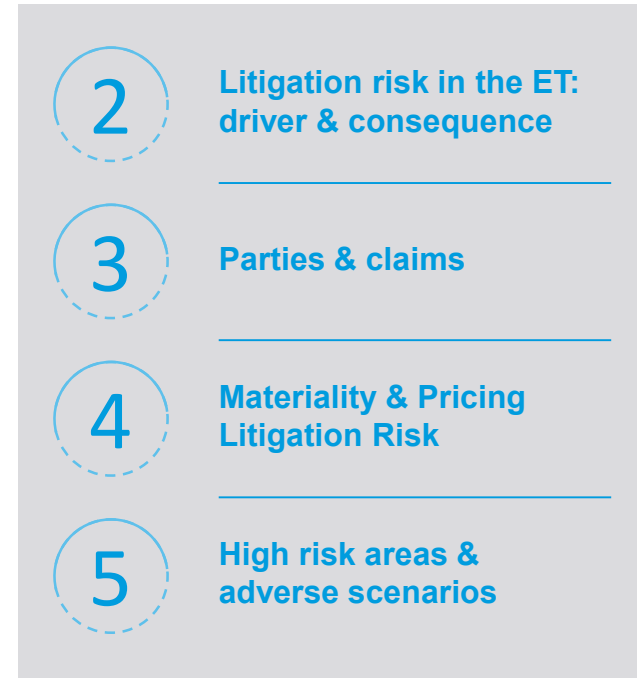 2
Litigation risk in the ET:
driver & consequence
3
Parties & claims
4
Materiality & Pricing
Litigation Risk
5
High risk areas &
adverse scenarios